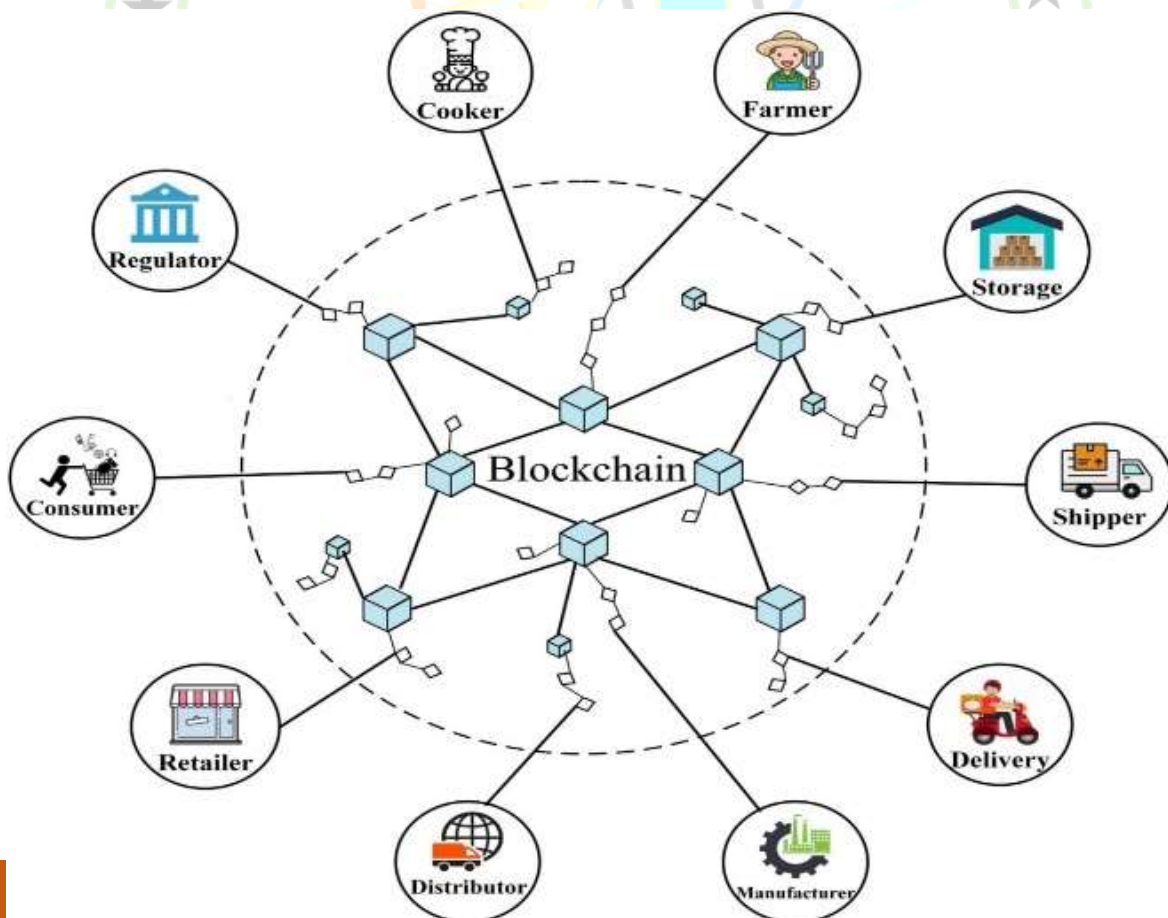 Cooker
Farmer
Regulator
Storage
Consumer
Blockchain
Shipper
Retailer
Delivery
Distributor
Manufacturer